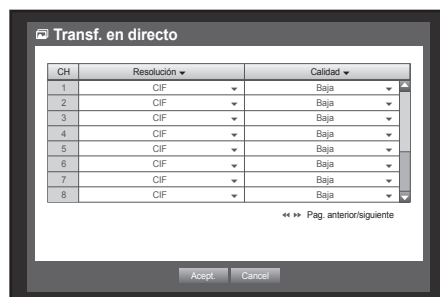 Transf. en directo
CH Resolución Calidad
1 CIF Baja
2 CIF Baja
3 CIF Baja
4 CIF Baja
5 CIF Baja
6 CIF Baja
7 CIF Baja
8 CIF Baja
Pag. anterior/siguiente
Acept. Cancel